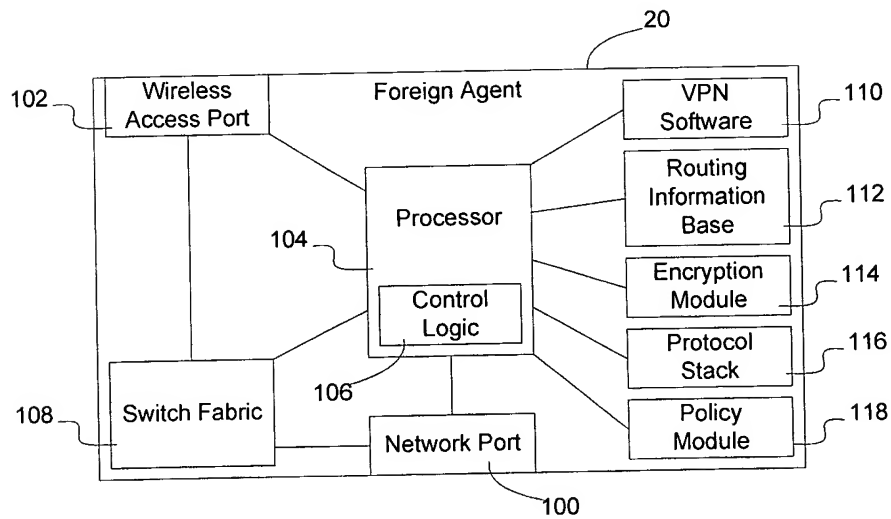 20
102
Wireless
Access Port
Foreign Agent
VPN
Software
110
Routing
Information
Base
112
Processor
104
Encryption
Module
114
Control
Logic
106
Protocol
Stack
116
108
Switch Fabric
Network Port
100
Policy
Module
118